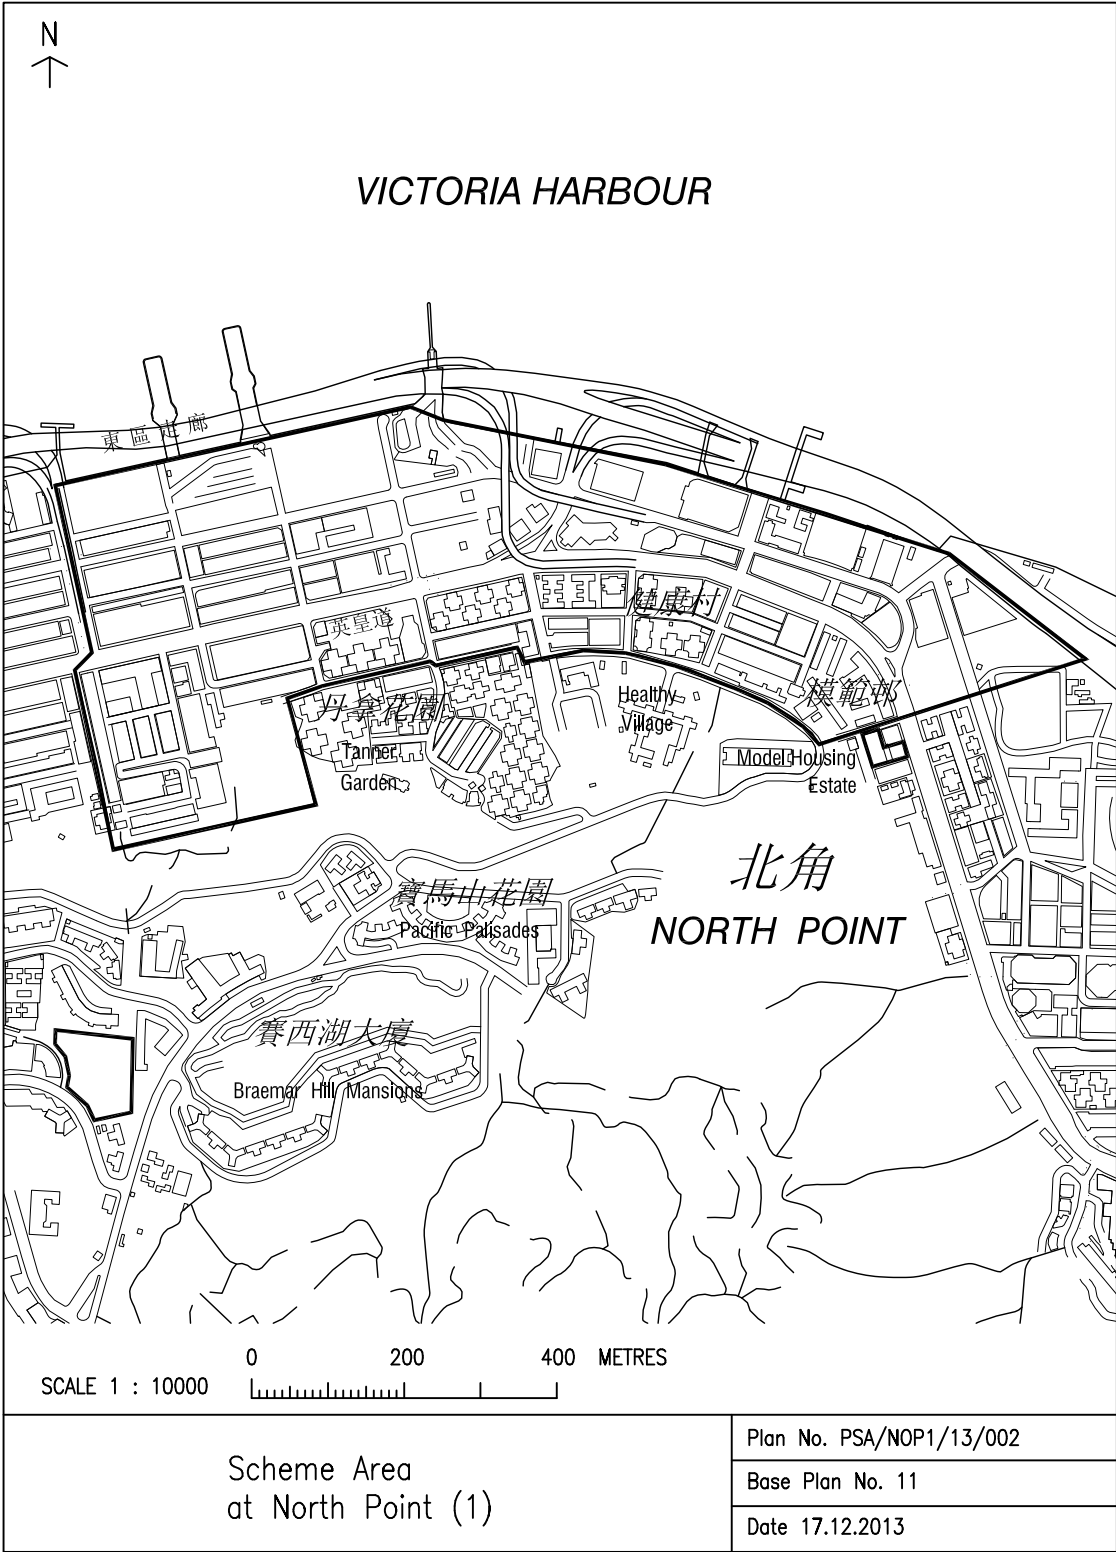 N
VICTORIA HARBOUR
東區走廊
英皇道
健康村
丹拿花園
模範邨
Healthy
Village
Tanner
Garden
Model Housing
Estate
北角
NORTH POINT
寶馬山花園
Pacific Palisades
賽西湖大廈
Braemar Hill Mansions
0 200 400 METRES
SCALE 1 : 10000
Scheme Area
at North Point (1)
Plan No. PSA/NOP1/13/002
Base Plan No. 11
Date 17.12.2013